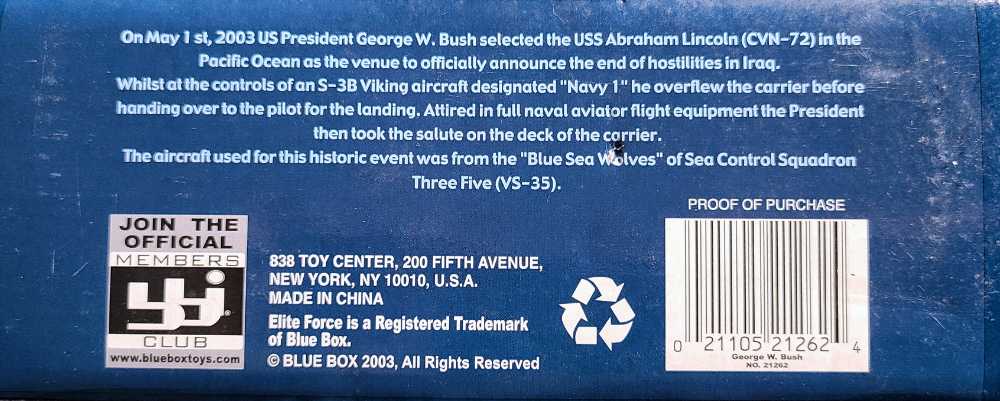 On May 1st, 2003 US President George W. Bush selected the USS Abraham Lincoln (CVN-72) in the
Pacific Ocean as the venue to officially announce the end of hostilities in Iraq.
Whilst at the controls of an S-3B Viking aircraft designated "Navy 1" he overflew the carrier before
handing over to the pilot for the landing. Attired in full naval aviator flight equipment the President
then took the salute on the deck of the carrier.
The aircraft used for this historic event was from the "Blue Sea Wolves" of Sea Control Squadron
Three Five (VS-35).
JOIN THE
OFFICIAL
MEMBERS
CLUB
www.blueboxtoys.com
838 TOY CENTER, 200 FIFTH AVENUE,
NEW YORK, NY 10010, U.S.A.
MADE IN CHINA
Elite Force is a Registered Trademark
of Blue Box.
© BLUE BOX 2003, All Rights Reserved
PROOF OF PURCHASE
0 21105 21262 4
George W. Bush
NO. 21262